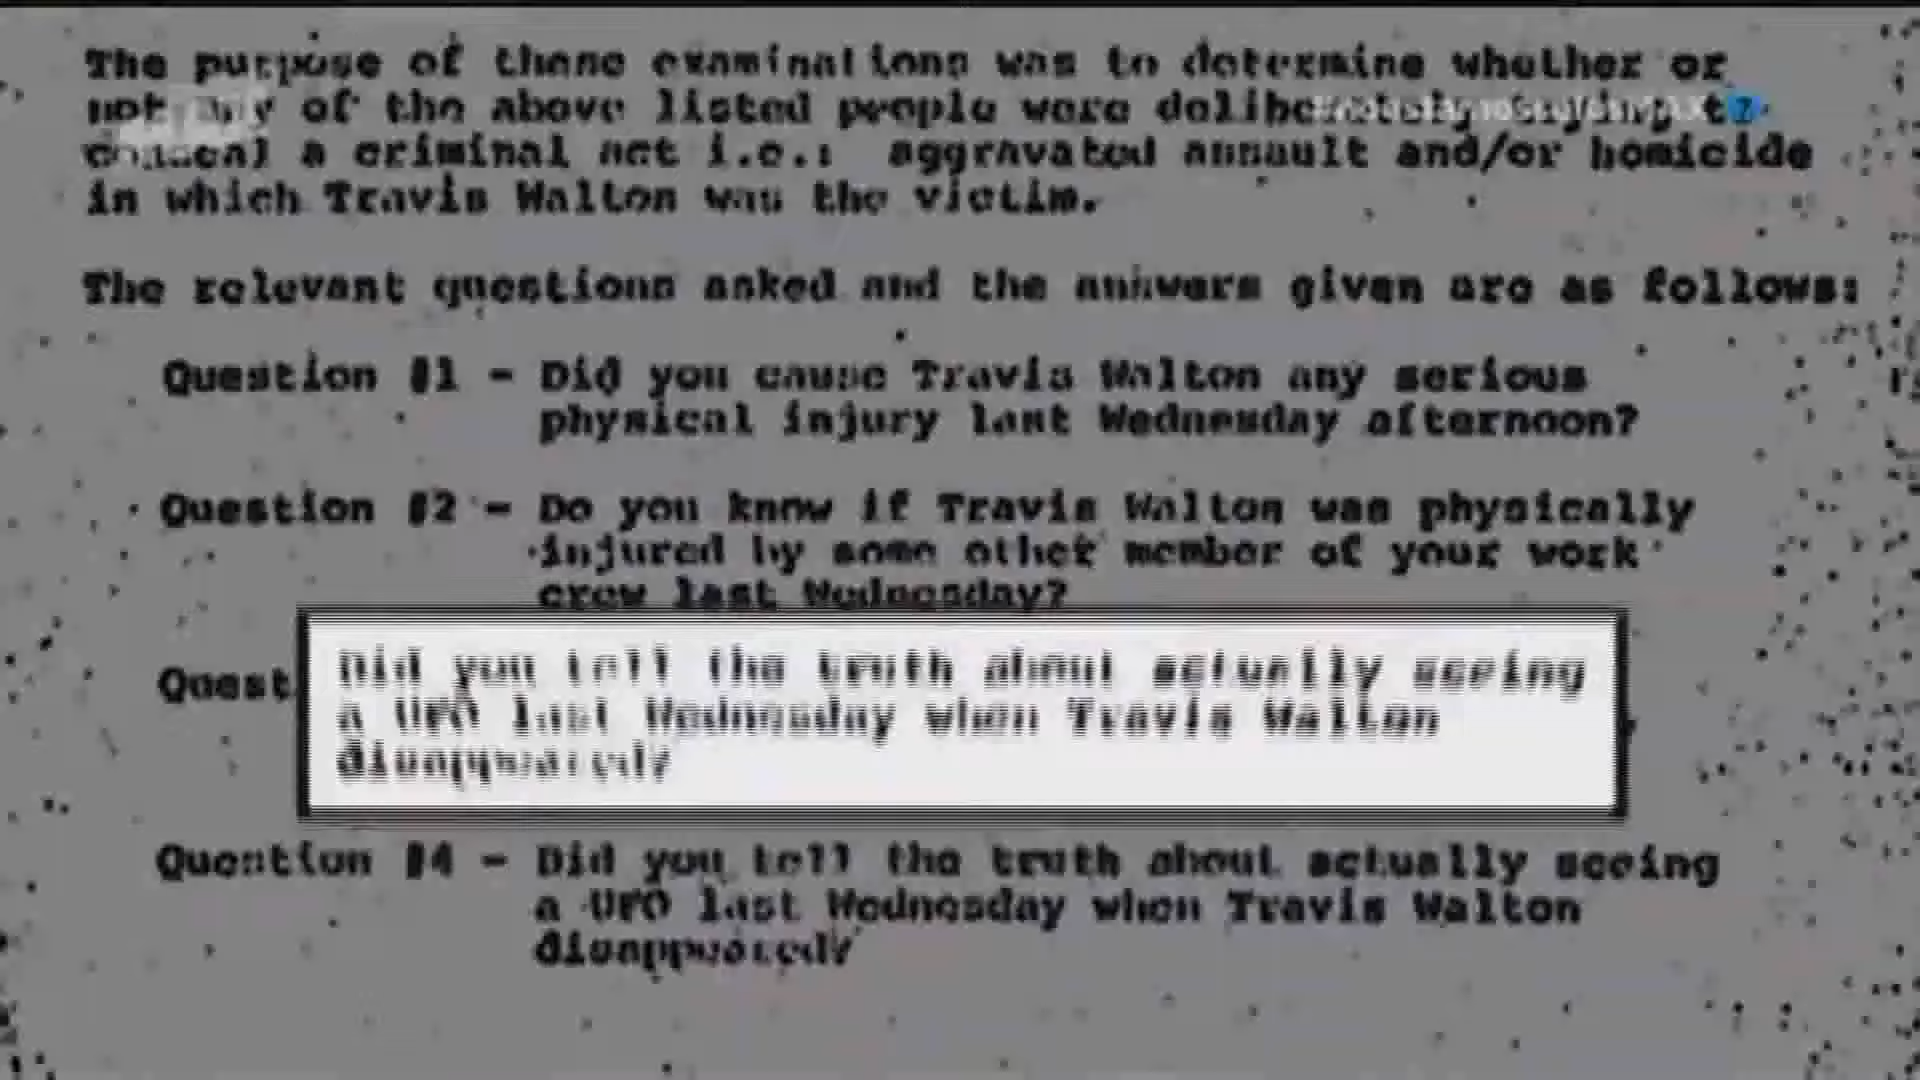 The purpose of these examinations was to determine whether or
not any of the above listed people were deliberately trying to
conceal a criminal act i.e.: aggravated assault and/or homicide
in which Travis Walton was the victim.
The relevant questions asked and the answers given are as follows:
Question #1 - Did you cause Travis Walton any serious
physical injury last Wednesday afternoon?
Question #2 - Do you know if Travis Walton was physically
injured by some other member of your work
crew last Wednesday?
Quest
Did you tell the truth about actually seeing
a UFO last Wednesday when Travis Walton
disappeared?
Question #4 - Did you tell the truth about actually seeing
a UFO last Wednesday when Travis Walton
disappeared?